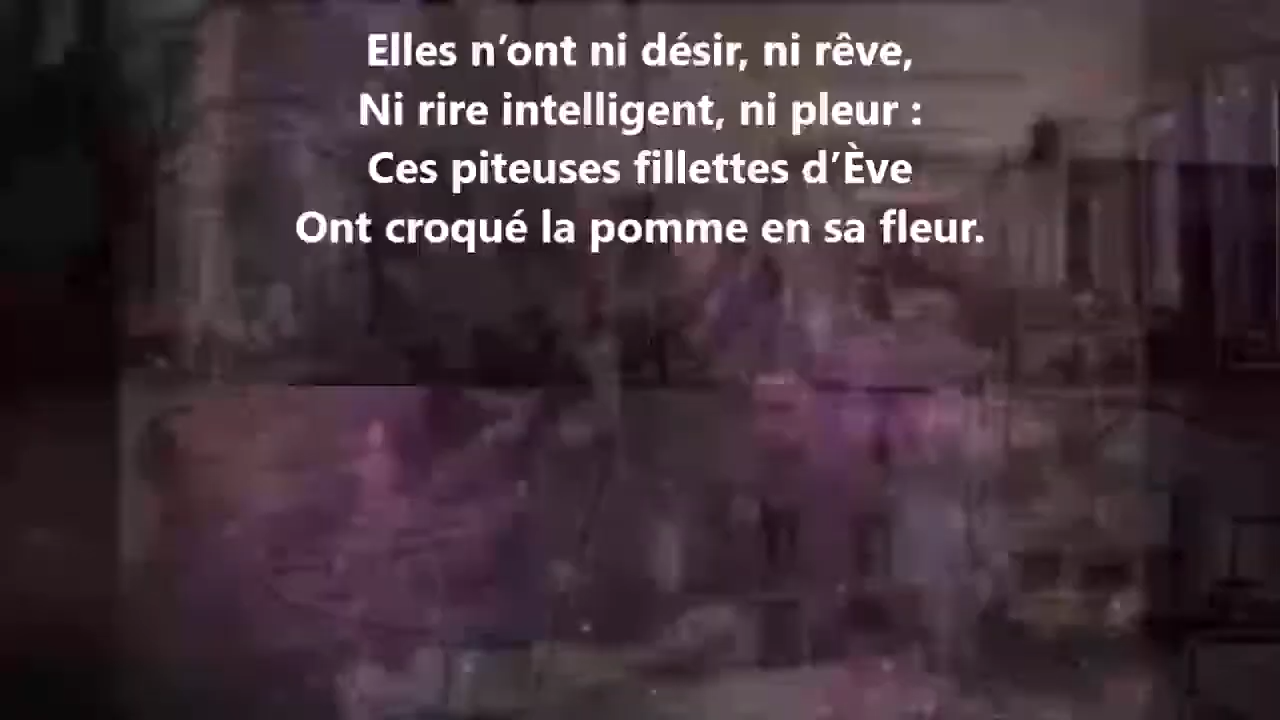 Elles n’ont ni désir, ni rêve,
Ni rire intelligent, ni pleur :
Ces piteuses fillettes d’Ève
Ont croqué la pomme en sa fleur.